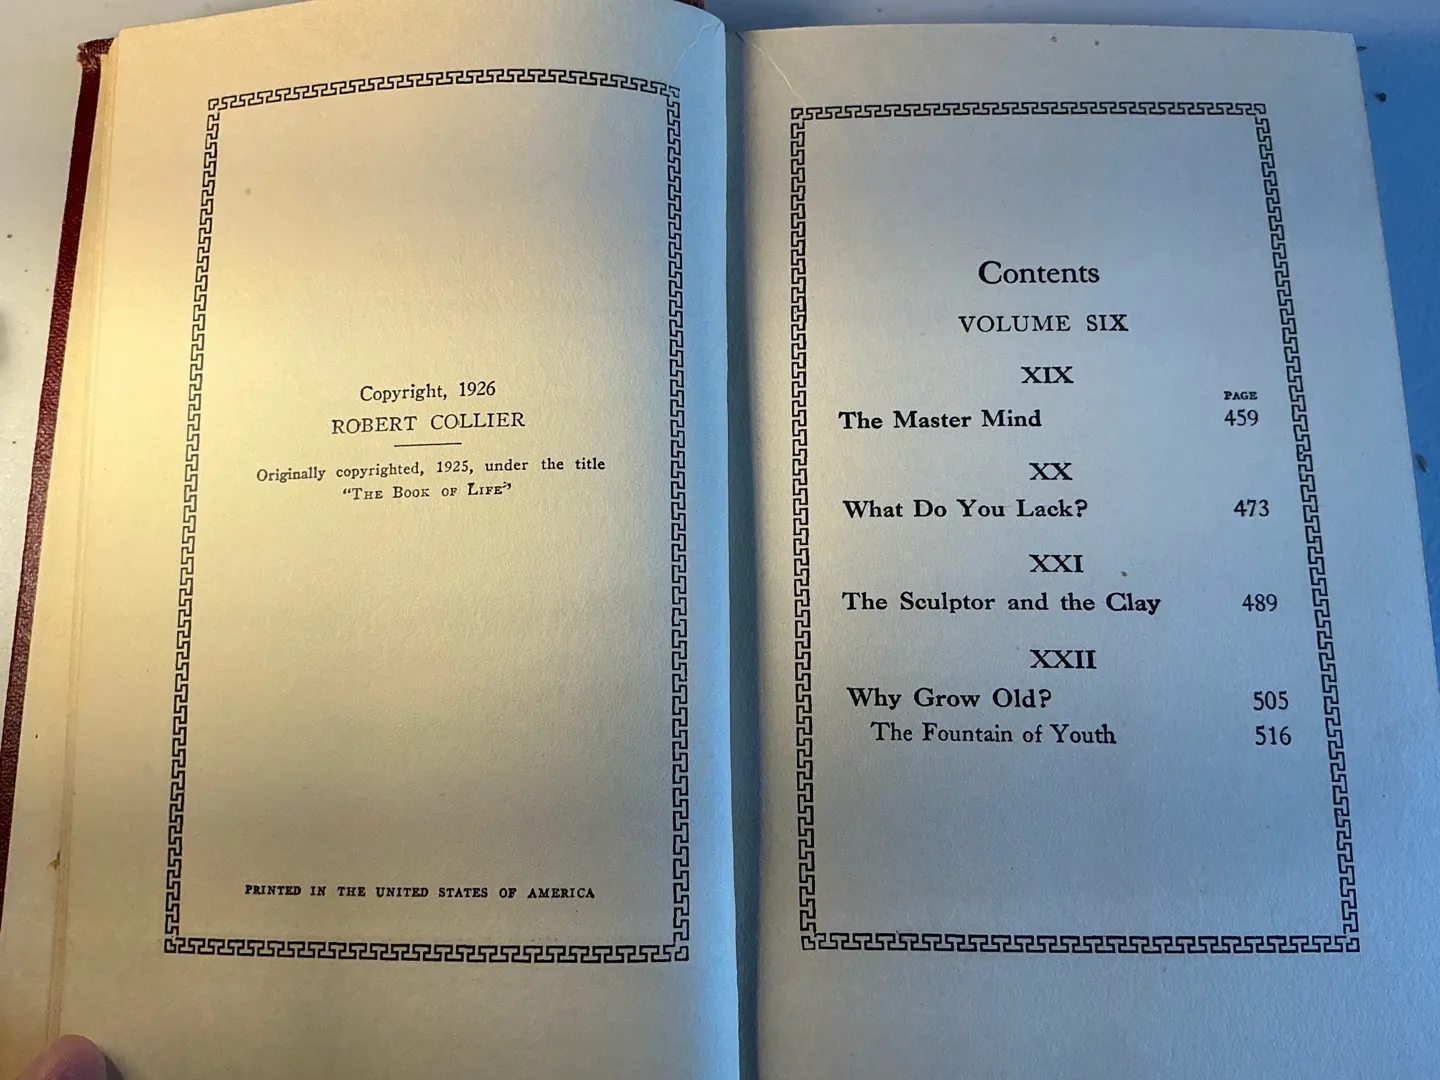 Copyright, 1926
ROBERT COLLIER
Originally copyrighted, 1925, under the title
"THE BOOK OF LIFE"
PRINTED IN THE UNITED STATES OF AMERICA
Contents
VOLUME SIX
XIX
PAGE
The Master Mind 459
XX
What Do You Lack? 473
XXI
The Sculptor and the Clay 489
XXII
Why Grow Old? 505
The Fountain of Youth 516